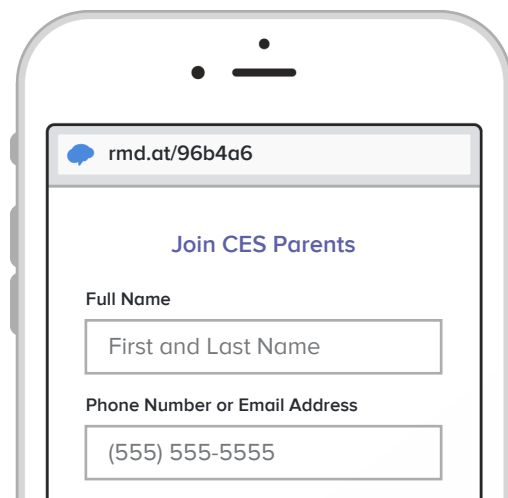 rmd.at/96b4a6
Join CES Parents
Full Name
First and Last Name
Phone Number or Email Address
(555) 555-5555